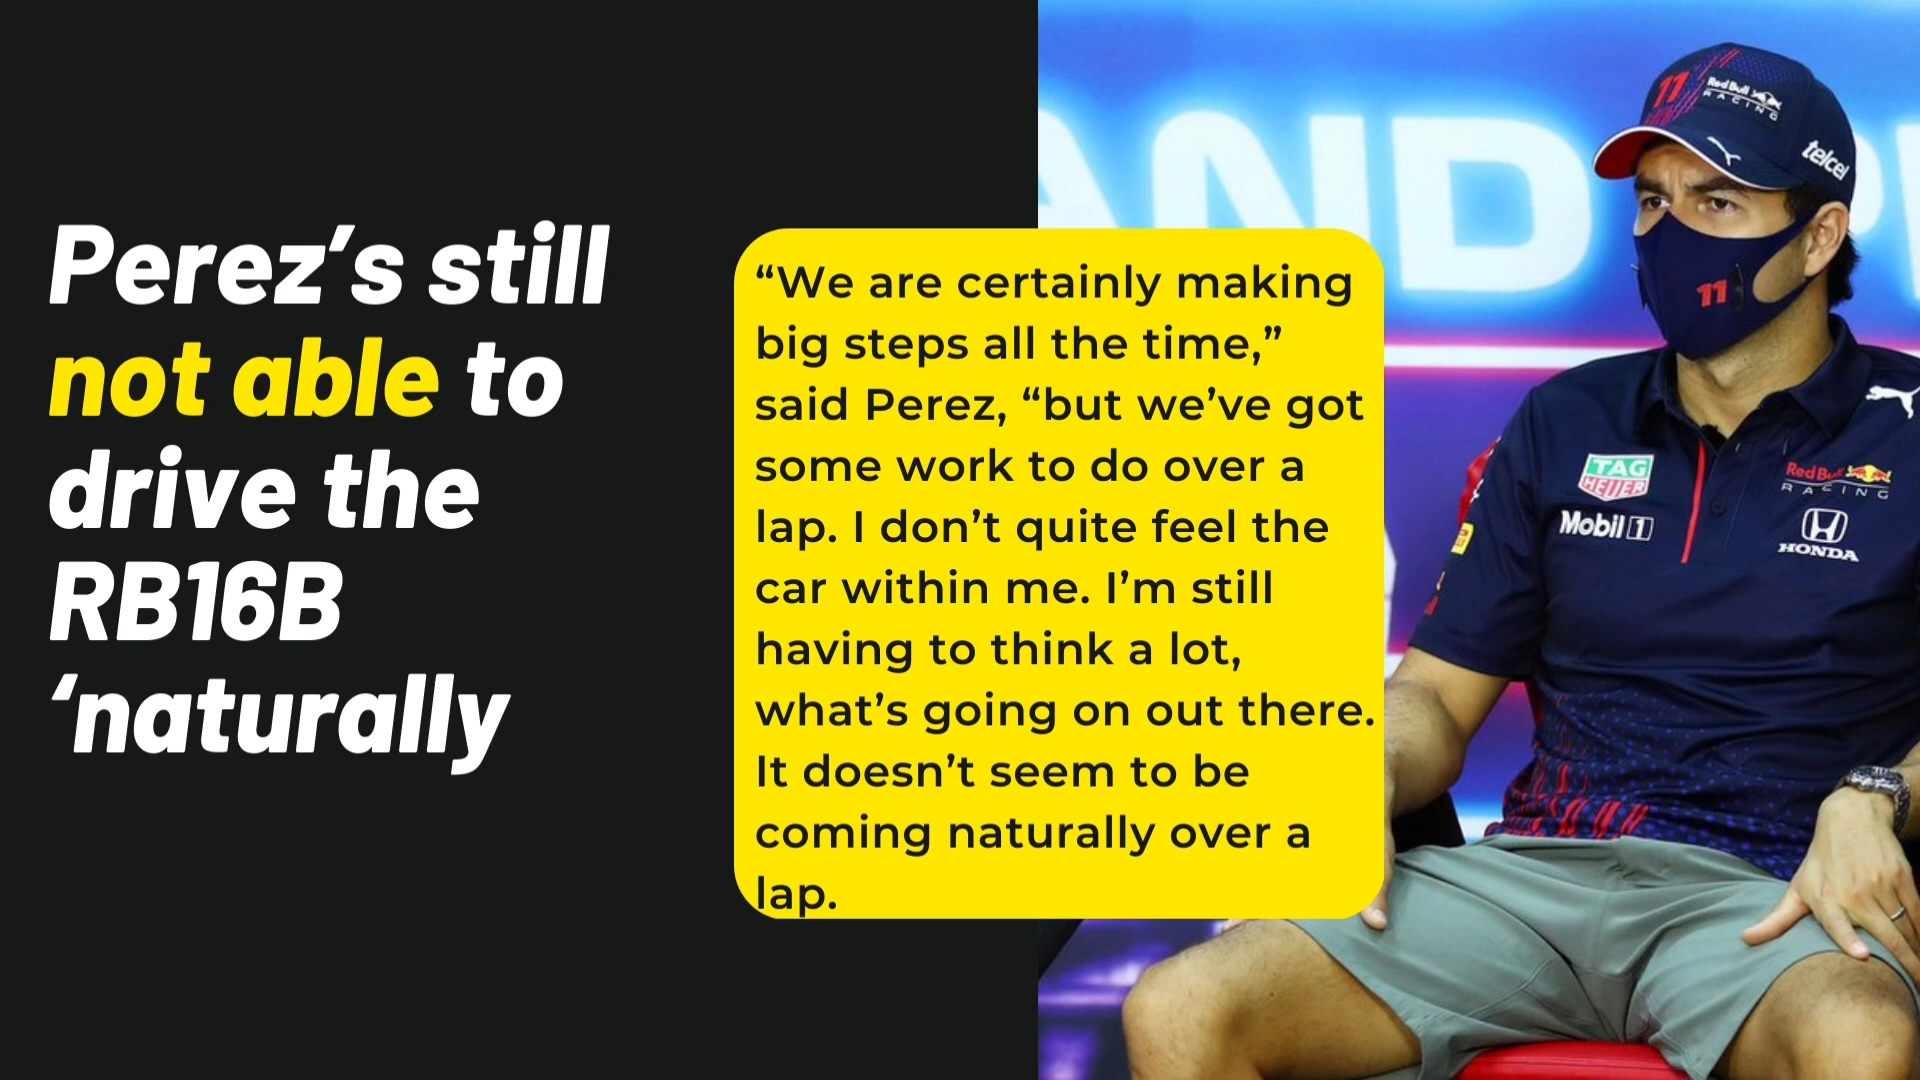 Perez’s still
not able to
drive the
RB16B
‘naturally
“We are certainly making
big steps all the time,”
said Perez, “but we’ve got
some work to do over a
lap. I don’t quite feel the
car within me. I’m still
having to think a lot,
what’s going on out there.
It doesn’t seem to be
coming naturally over a
lap.
AND
11
Red Bull
RACING
telcel
11
TAG
HEUER
Red Bull
RACING
Mobil 1
HONDA